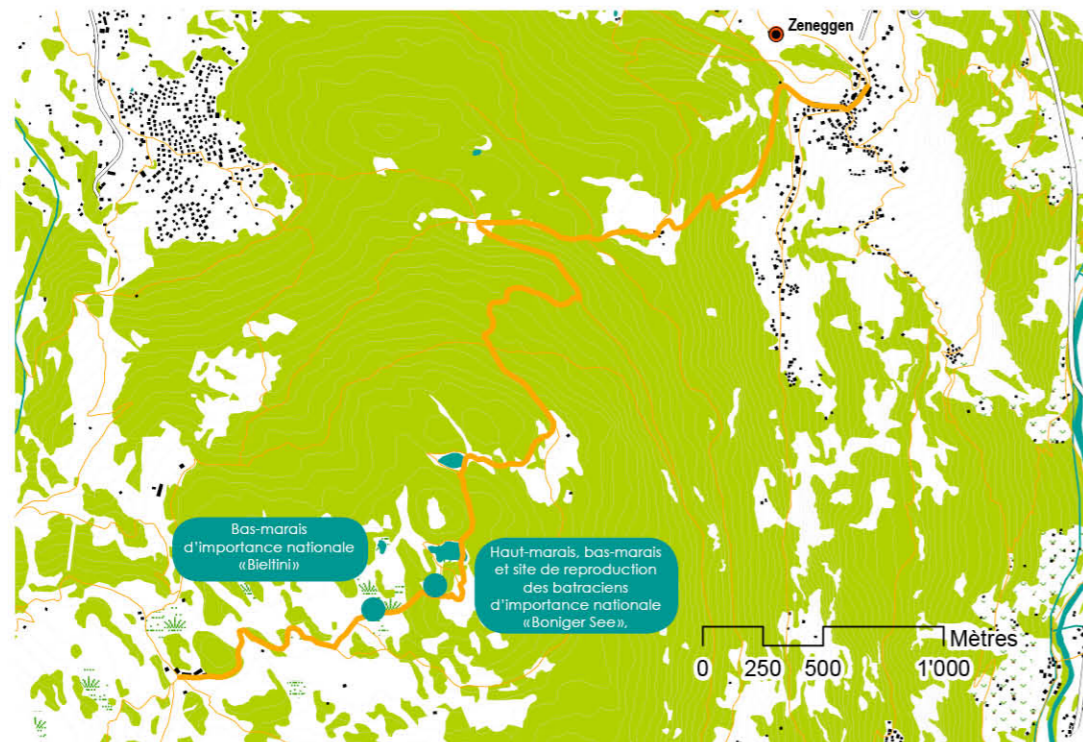 Zeneggen
Bas-marais
d'importance nationale
«Bieltini»
Haut-marais, bas-marais
et site de reproduction
des batraciens
d'importance nationale
«Boniger See»,
Mètres
0 250 500 1'000